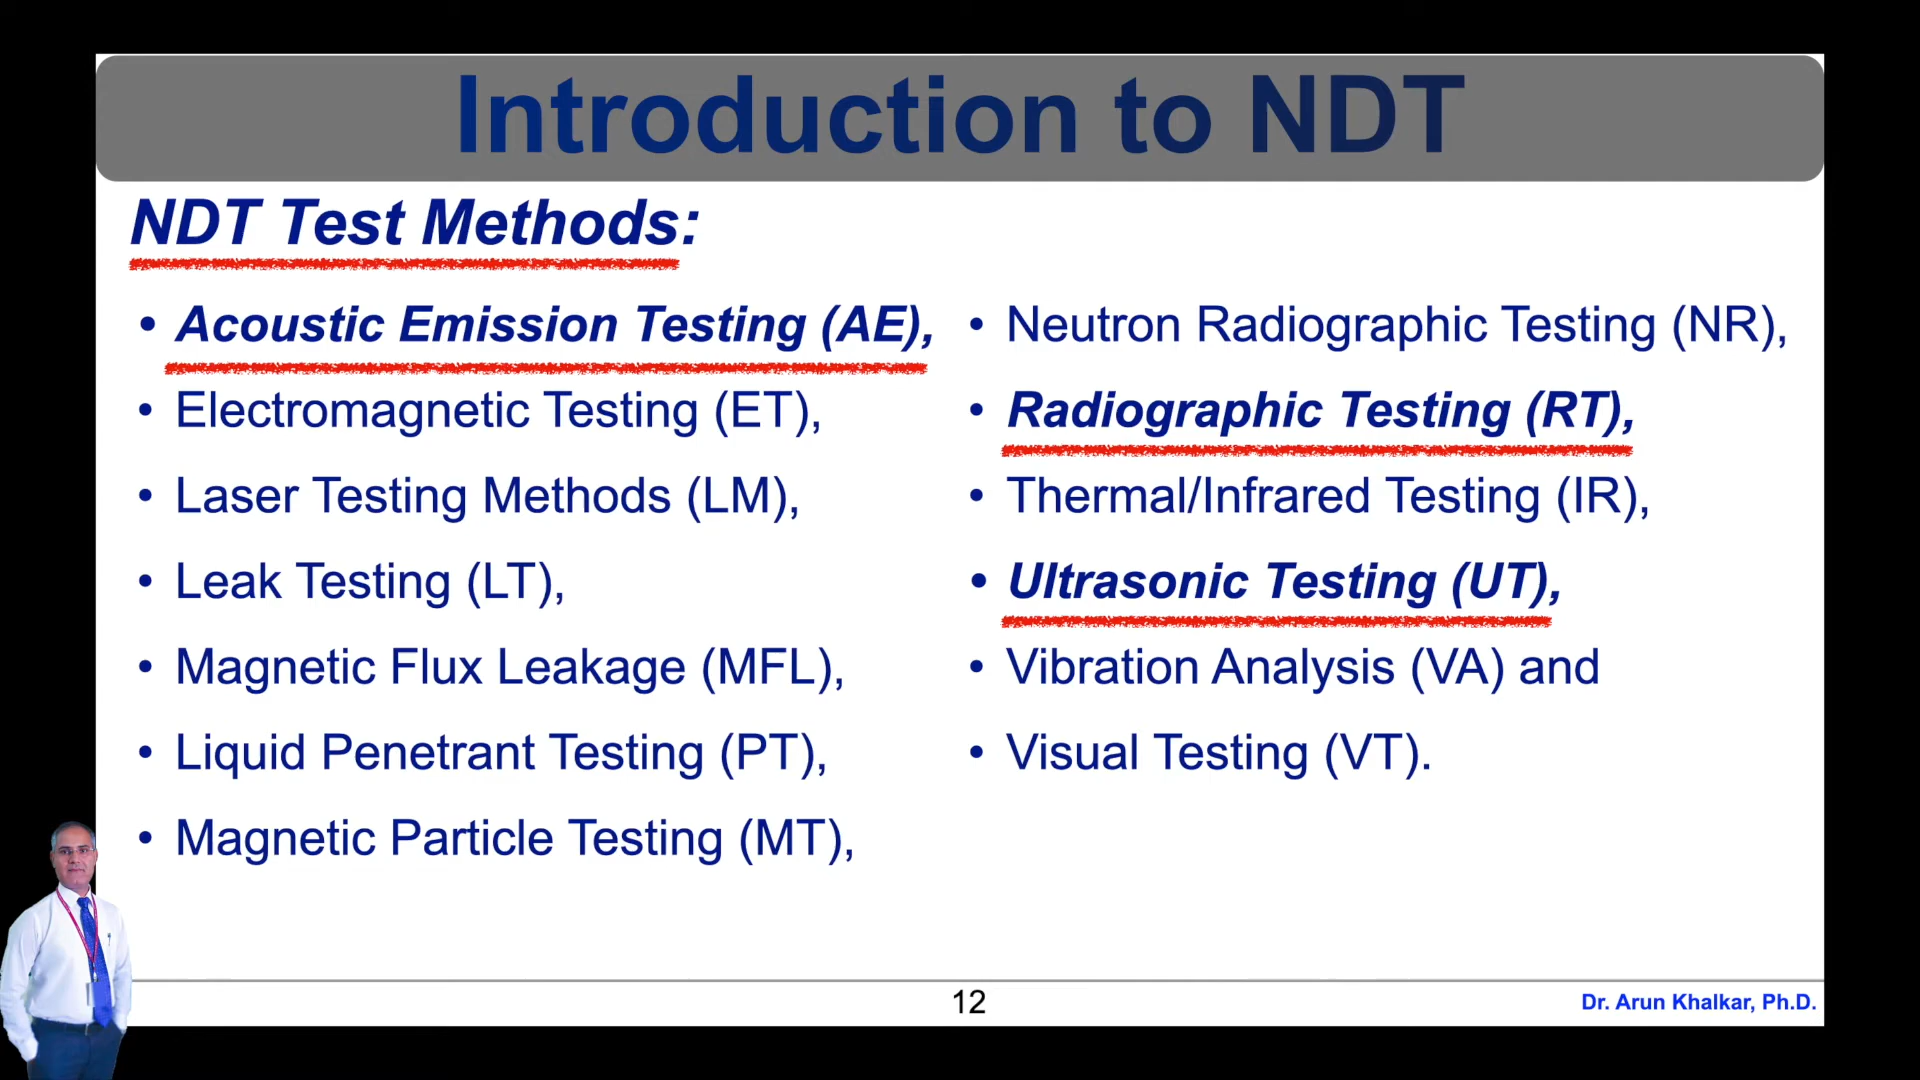 Introduction to NDT
NDT Test Methods:
• Acoustic Emission Testing (AE),
• Electromagnetic Testing (ET),
• Laser Testing Methods (LM),
• Leak Testing (LT),
• Magnetic Flux Leakage (MFL),
• Liquid Penetrant Testing (PT),
• Magnetic Particle Testing (MT),
• Neutron Radiographic Testing (NR),
• Radiographic Testing (RT),
• Thermal/Infrared Testing (IR),
• Ultrasonic Testing (UT),
• Vibration Analysis (VA) and
• Visual Testing (VT).
12
Dr. Arun Khalkar, Ph.D.